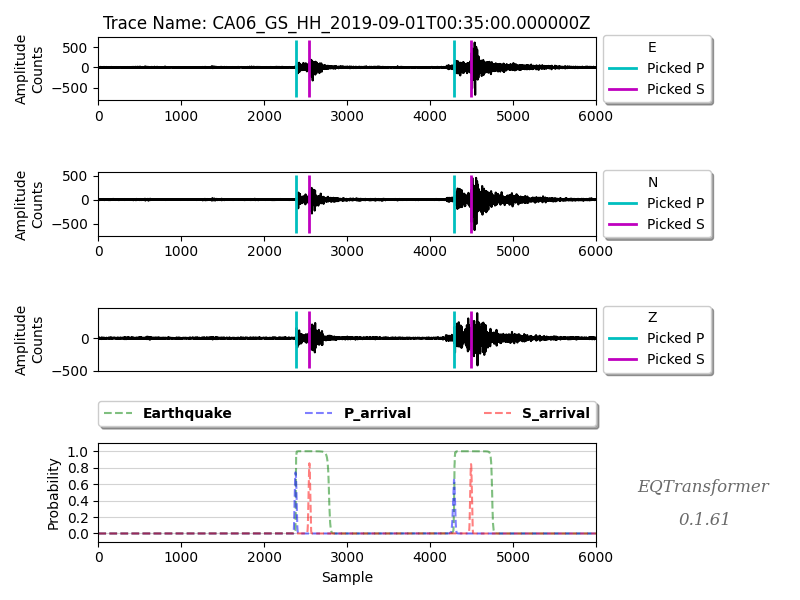 Trace Name: CA06_GS_HH_2019-09-01T00:35:00.000000Z
Amplitude
Counts
500
0
−500
0 1000 2000 3000 4000 5000 6000
E
Picked P
Picked S
Amplitude
Counts
500
0
−500
0 1000 2000 3000 4000 5000 6000
N
Picked P
Picked S
Amplitude
Counts
0
−500
0 1000 2000 3000 4000 5000 6000
Z
Picked P
Picked S
Earthquake P_arrival S_arrival
Probability
1.0
0.8
0.6
0.4
0.2
0.0
0 1000 2000 3000 4000 5000 6000
Sample
EQTransformer
0.1.61